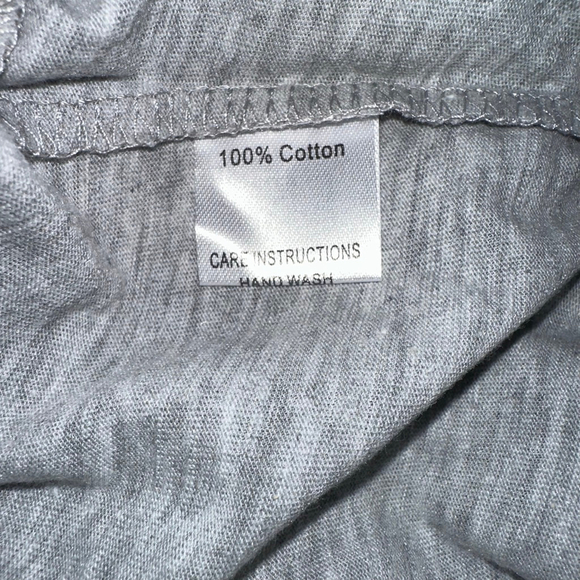 100% Cotton
CARE INSTRUCTIONS
HAND WASH